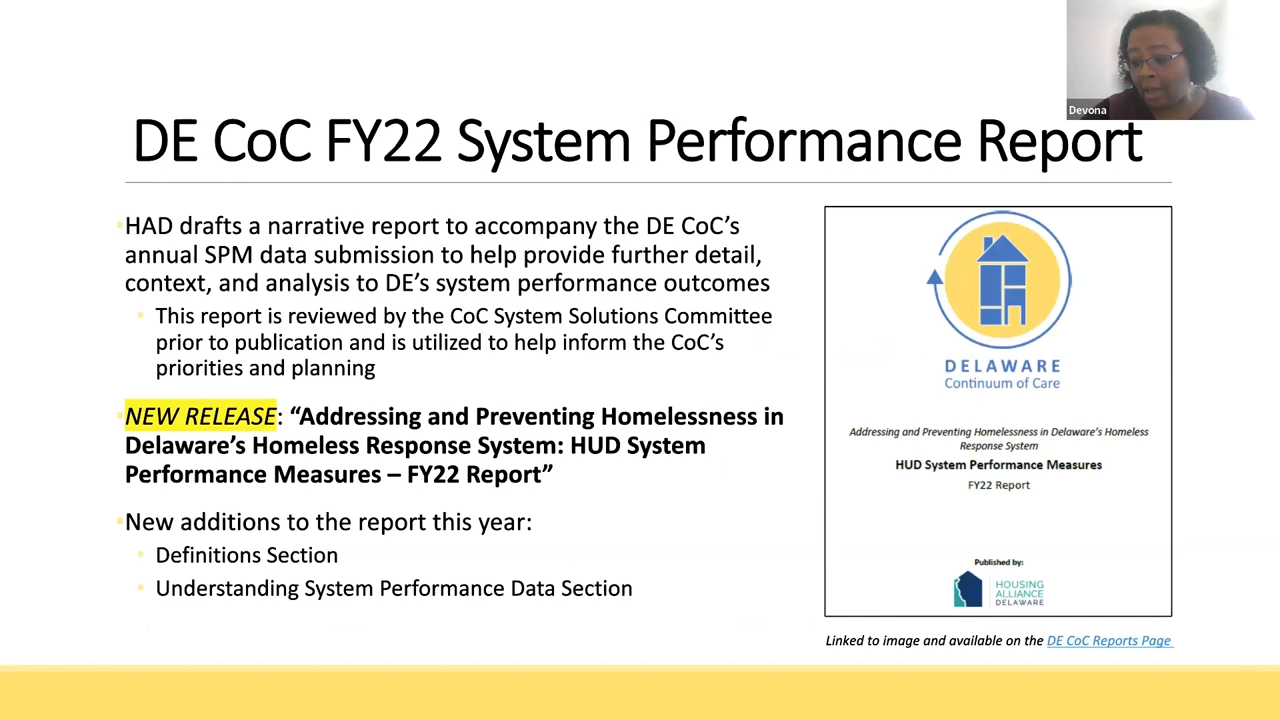 Devona
DE CoC FY22 System Performance Report
HAD drafts a narrative report to accompany the DE CoC’s
annual SPM data submission to help provide further detail,
context, and analysis to DE’s system performance outcomes
This report is reviewed by the CoC System Solutions Committee
prior to publication and is utilized to help inform the CoC’s
priorities and planning
NEW RELEASE: “Addressing and Preventing Homelessness in
Delaware’s Homeless Response System: HUD System
Performance Measures – FY22 Report”
New additions to the report this year:
Definitions Section
Understanding System Performance Data Section
DELAWARE
Continuum of Care
Addressing and Preventing Homelessness in Delaware’s Homeless
Response System
HUD System Performance Measures
FY22 Report
Published by:
HOUSING
ALLIANCE
DELAWARE
Linked to image and available on the DE CoC Reports Page